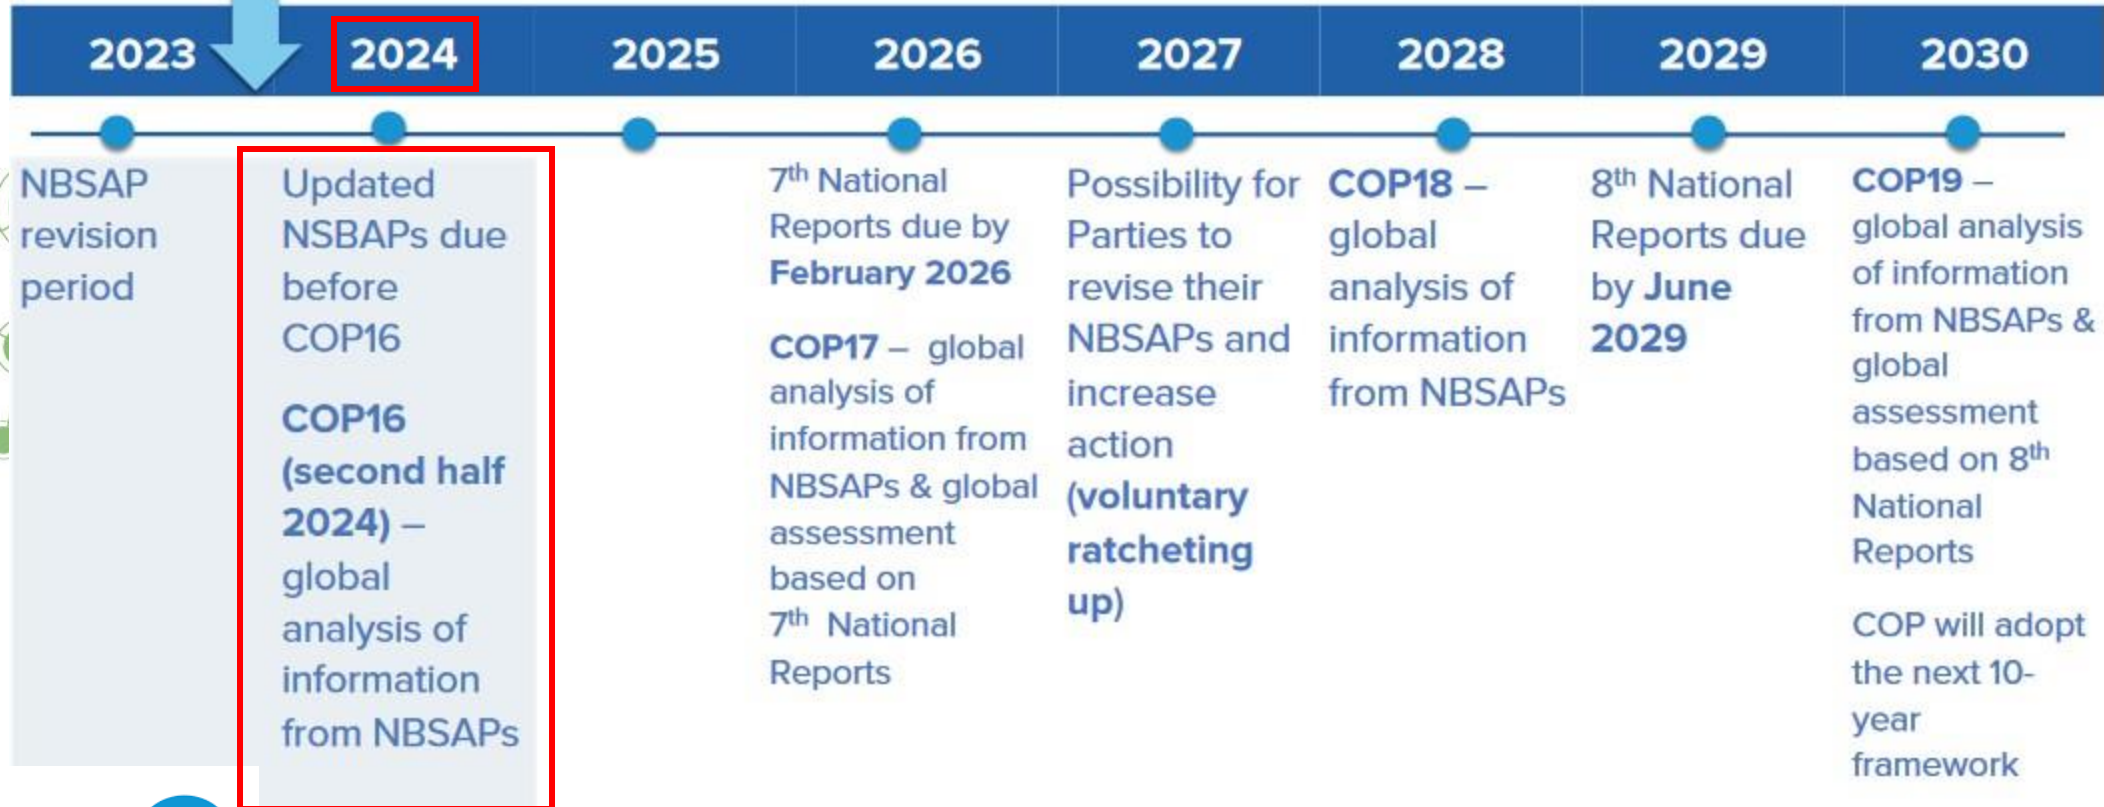 2023 2024 2025 2026 2027 2028 2029 2030
NBSAP
revision
period
Updated
NSBAPs due
before
COP16
COP16
(second half
2024) –
global
analysis of
information
from NBSAPs
7th National
Reports due by
February 2026
COP17 – global
analysis of
information from
NBSAPs & global
assessment
based on
7th National
Reports
Possibility for
Parties to
revise their
NBSAPs and
increase
action
(voluntary
ratcheting
up)
COP18 –
global
analysis of
information
from NBSAPs
8th National
Reports due
by June
2029
COP19 –
global analysis
of information
from NBSAPs &
global
assessment
based on 8th
National
Reports
COP will adopt
the next 10-
year
framework